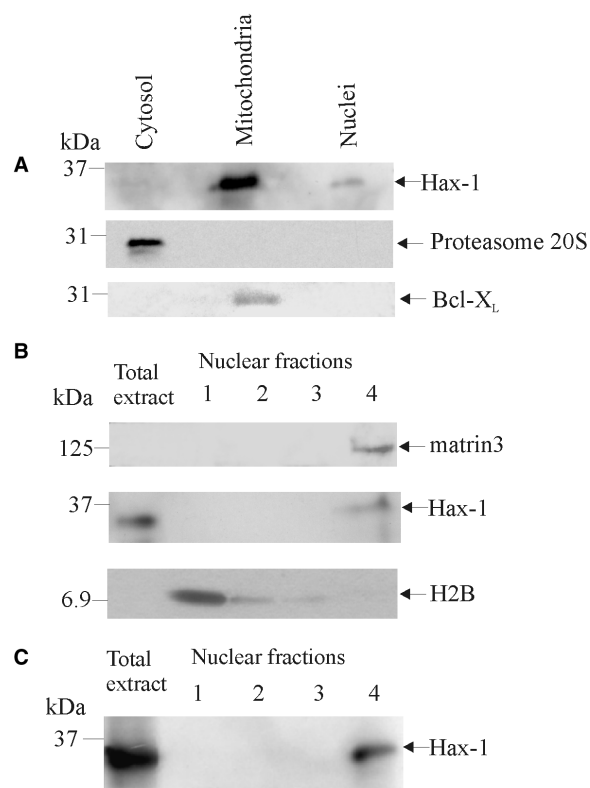 Cytosol
Mitochondria
Nuclei
kDa
A
37
Hax-1
31
Proteasome 20S
31
Bcl-XL
B
Nuclear fractions
Total
extract
1 2 3 4
kDa
125
matrin3
37
Hax-1
6.9
H2B
C
Total
extract
Nuclear fractions
1 2 3 4
kDa
37
Hax-1